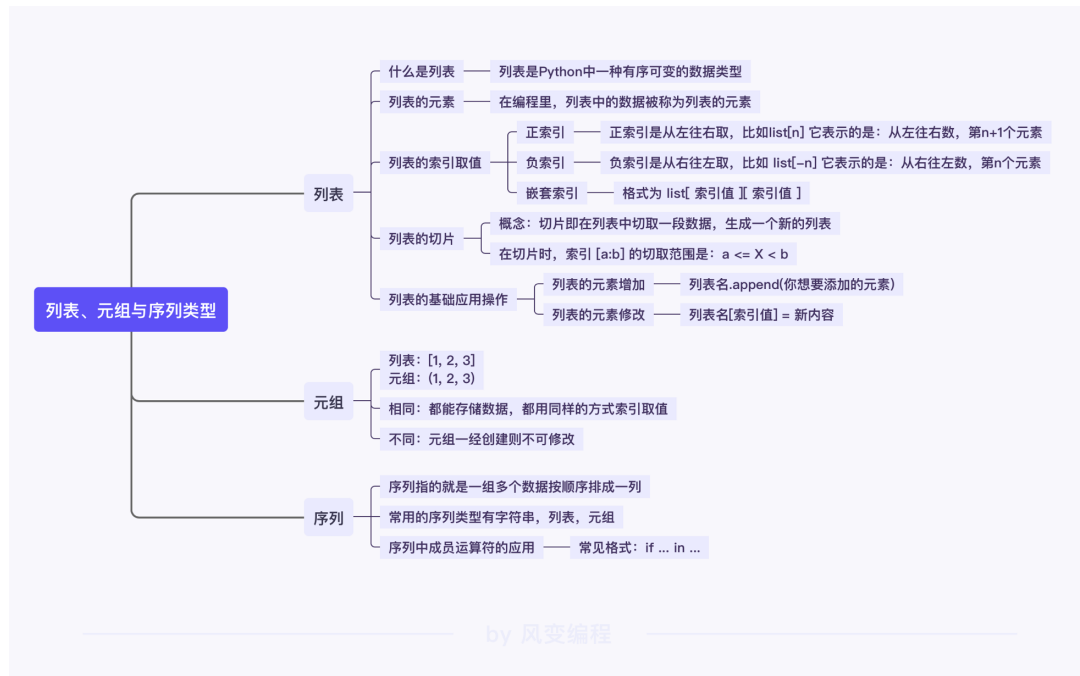 列表、元组与序列类型
列表
什么是列表
列表是Python中一种有序可变的数据类型
列表的元素
在编程里，列表中的数据被称为列表的元素
列表的索引取值
正索引
正索引是从左往右取，比如list[n] 它表示的是：从左往右数，第n+1个元素
负索引
负索引是从右往左取，比如 list[-n] 它表示的是：从右往左数，第n个元素
嵌套索引
格式为 list[ 索引值 ][ 索引值 ]
列表的切片
概念：切片即在列表中切取一段数据，生成一个新的列表
在切片时，索引 [a:b] 的切取范围是：a <= X < b
列表的基础应用操作
列表的元素增加
列表名.append(你想要添加的元素)
列表的元素修改
列表名[索引值] = 新内容
元组
列表：[1, 2, 3]
元组：(1, 2, 3)
相同：都能存储数据，都用同样的方式索引取值
不同：元组一经创建则不可修改
序列
序列指的就是一组多个数据按顺序排成一列
常用的序列类型有字符串，列表，元组
序列中成员运算符的应用
常见格式：if ... in ...
by 风变编程